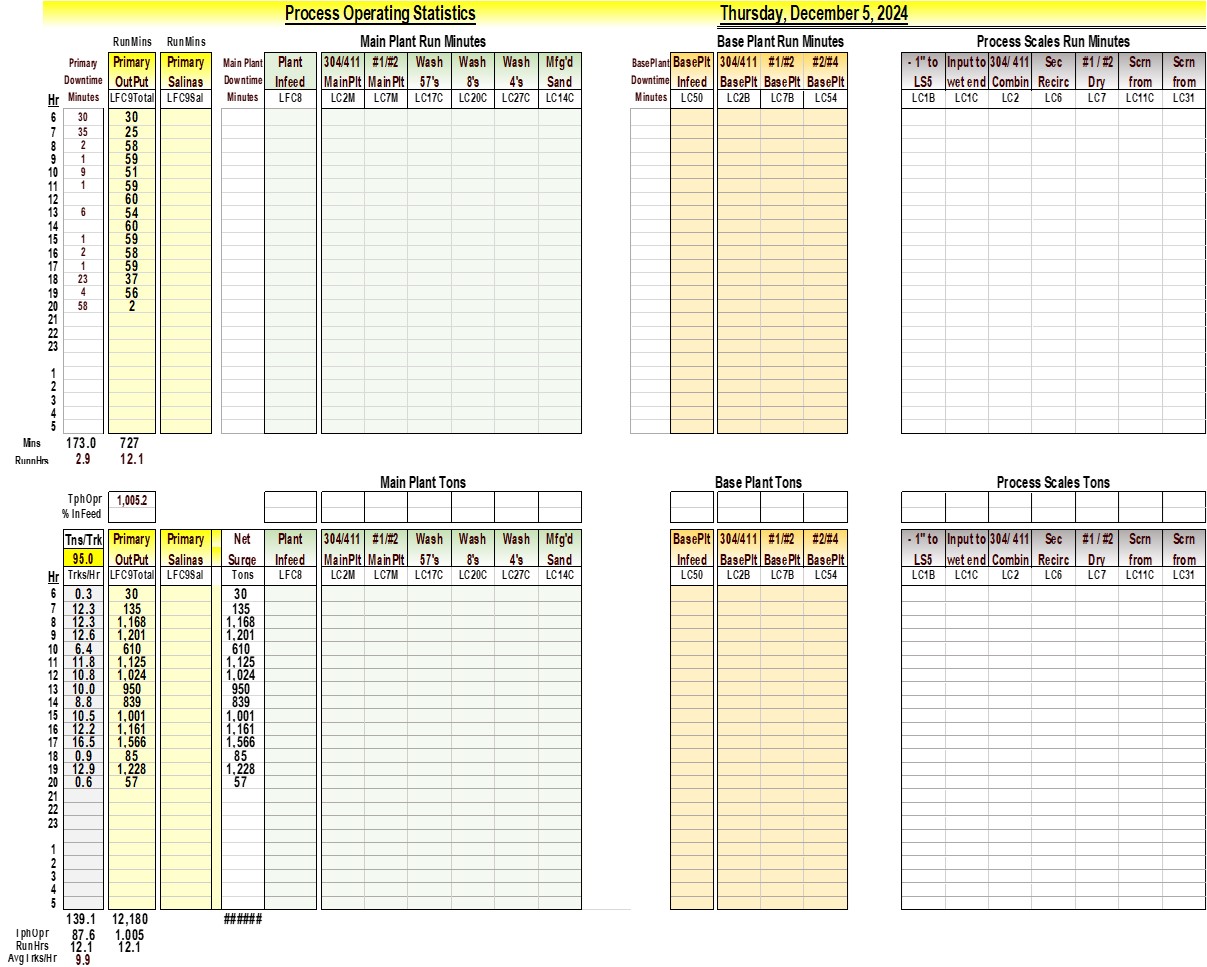 Process Operating Statistics Thursday, December 5, 2024
RunMins RunMins Main Plant Run Minutes Base Plant Run Minutes Process Scales Run Minutes
Primary Primary Primary Main Plant Plant 304/411 #1/#2 Wash Wash Wash Mfg'd BasePlant BasePlt 304/411 #1/#2 #2/#4 - 1" to Input to 304/ 411 Sec #1 / #2 Scrn Scrn
Downtime OutPut Salinas Downtime Infeed MainPlt MainPlt 57's 8's 4's Sand Downtime Infeed BasePlt BasePlt BasePlt LS5 wet end Combin Recirc Dry from from
Hr Minutes LFC9Total LFC9Sal Minutes LFC8 LC2M LC7M LC17C LC20C LC27C LC14C Minutes LC50 LC2B LC7B LC54 LC1B LC1C LC2 LC6 LC7 LC11C LC31
6 30 30
7 35 25
8 2 58
9 1 59
10 9 51
11 1 59
12 60
13 6 54
14 60
15 1 59
16 2 58
17 1 59
18 23 37
19 4 56
20 58 2
21
22
23
1
2
3
4
5
Mins 173.0 727
RunnHrs 2.9 12.1
Main Plant Tons Base Plant Tons Process Scales Tons
TphOpr 1,005.2
% InFeed
Tns/Trk Primary Primary Net Plant 304/411 #1/#2 Wash Wash Wash Mfg'd BasePlt 304/411 #1/#2 #2/#4 - 1" to Input to 304/ 411 Sec #1 / #2 Scrn Scrn
95.0 OutPut Salinas Surge Infeed MainPlt MainPlt 57's 8's 4's Sand Infeed BasePlt BasePlt BasePlt LS5 wet end Combin Recirc Dry from from
Hr Trks/Hr LFC9Total LFC9Sal Tons LFC8 LC2M LC7M LC17C LC20C LC27C LC14C LC50 LC2B LC7B LC54 LC1B LC1C LC2 LC6 LC7 LC11C LC31
6 0.3 30 30
7 12.3 135 135
8 12.3 1,168 1,168
9 12.6 1,201 1,201
10 6.4 610 610
11 11.8 1,125 1,125
12 10.8 1,024 1,024
13 10.0 950 950
14 8.8 839 839
15 10.5 1,001 1,001
16 12.2 1,161 1,161
17 16.5 1,566 1,566
18 0.9 85 85
19 12.9 1,228 1,228
20 0.6 57 57
21
22
23
1
2
3
4
5
139.1 12,180 ######
TphOpr 87.6 1.005
RunHrs 12.1 12.1
AvgTrks/Hr 9.9